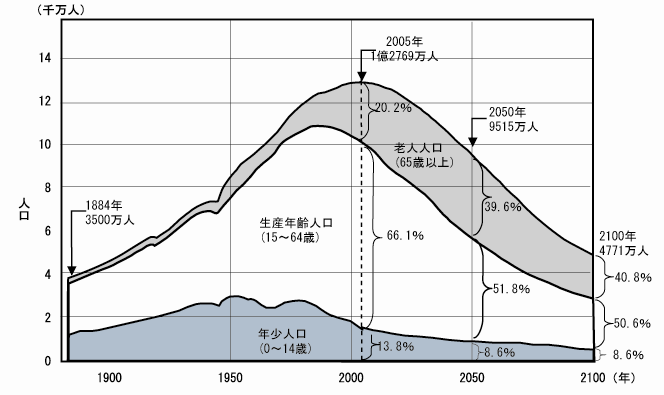 (千万人)
14
12
10
8
6
4
2
0
人口
1884年
3500万人
2005年
1億2769万人
2050年
9515万人
2100年
4771万人
老人人口
(65歳以上)
生産年齢人口
(15～64歳)
年少人口
(0～14歳)
20.2%
66.1%
13.8%
39.6%
51.8%
8.6%
40.8%
50.6%
8.6%
1900
1950
2000
2050
2100 (年)